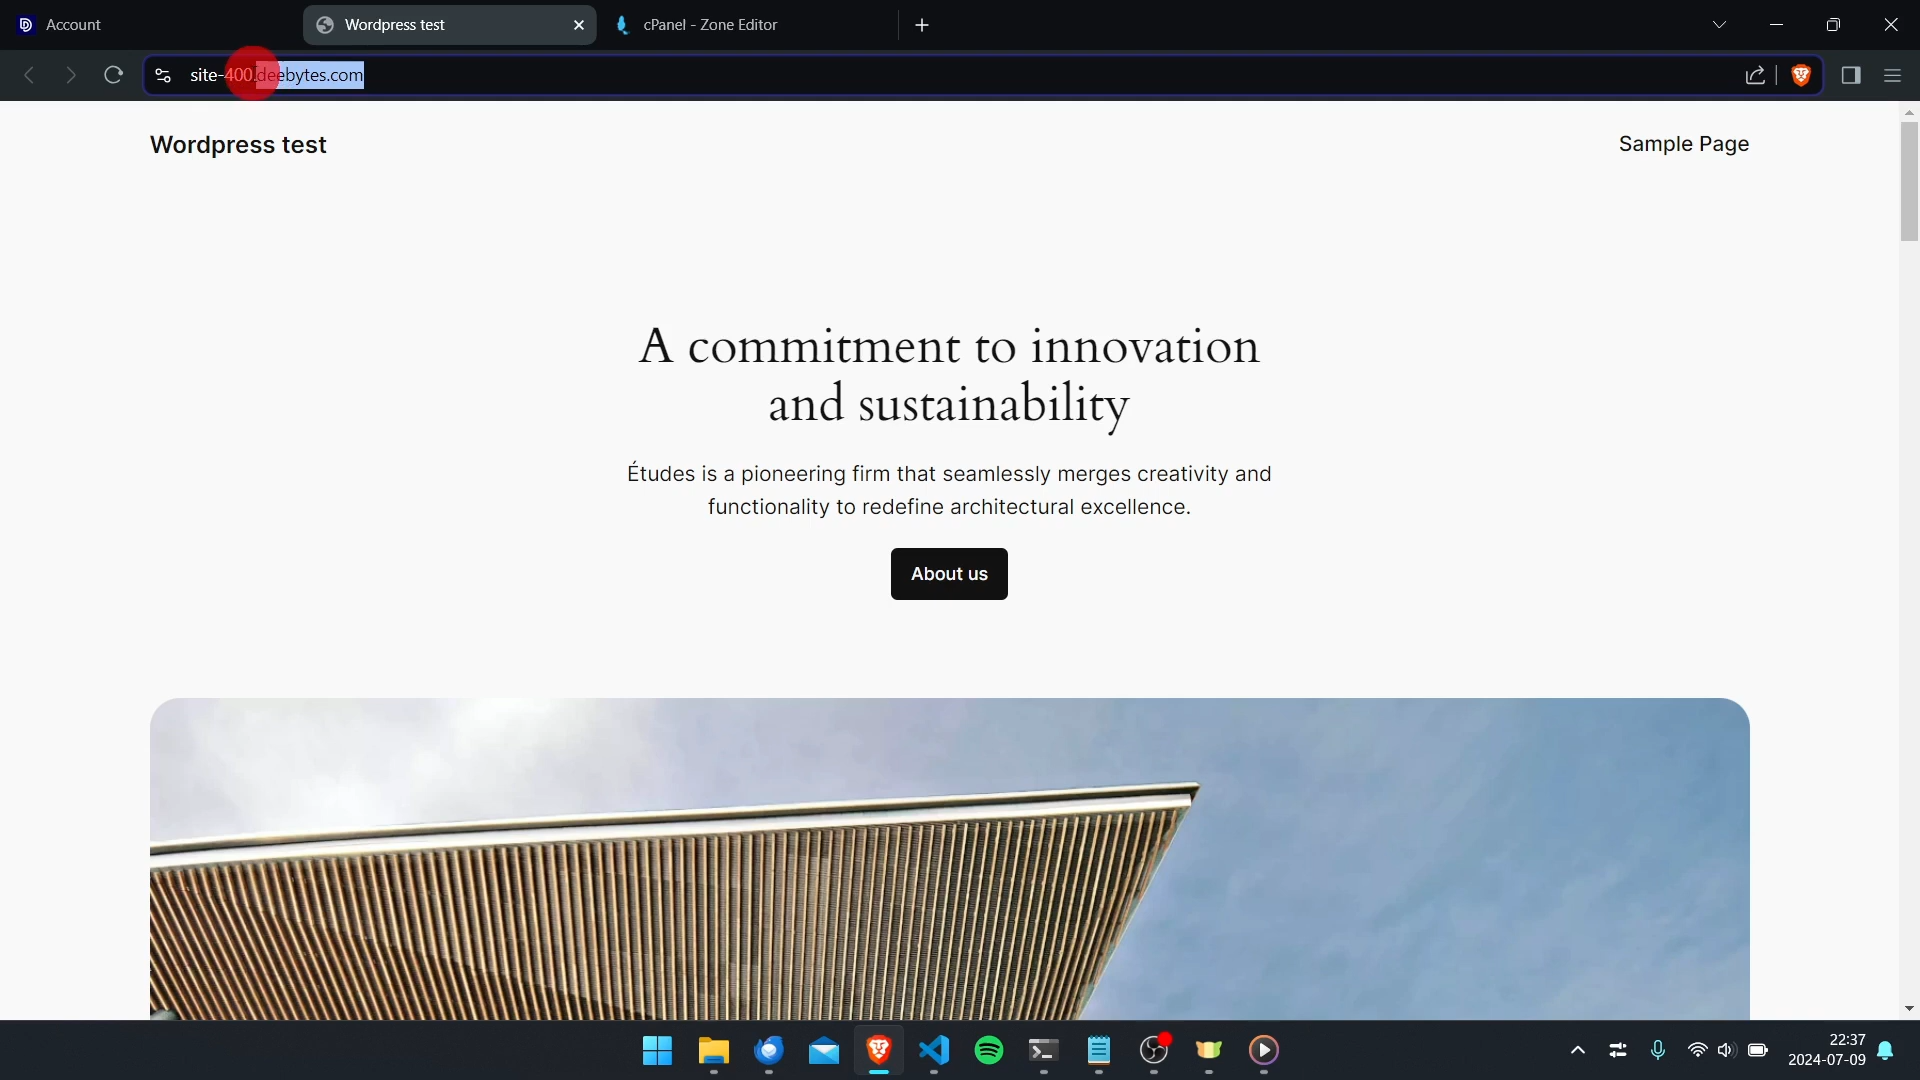 Account
Wordpress test
cPanel - Zone Editor
site-400.deebytes.com
Wordpress test
Sample Page
A commitment to innovation
and sustainability
Études is a pioneering firm that seamlessly merges creativity and
functionality to redefine architectural excellence.
About us
22:37
2024-07-09